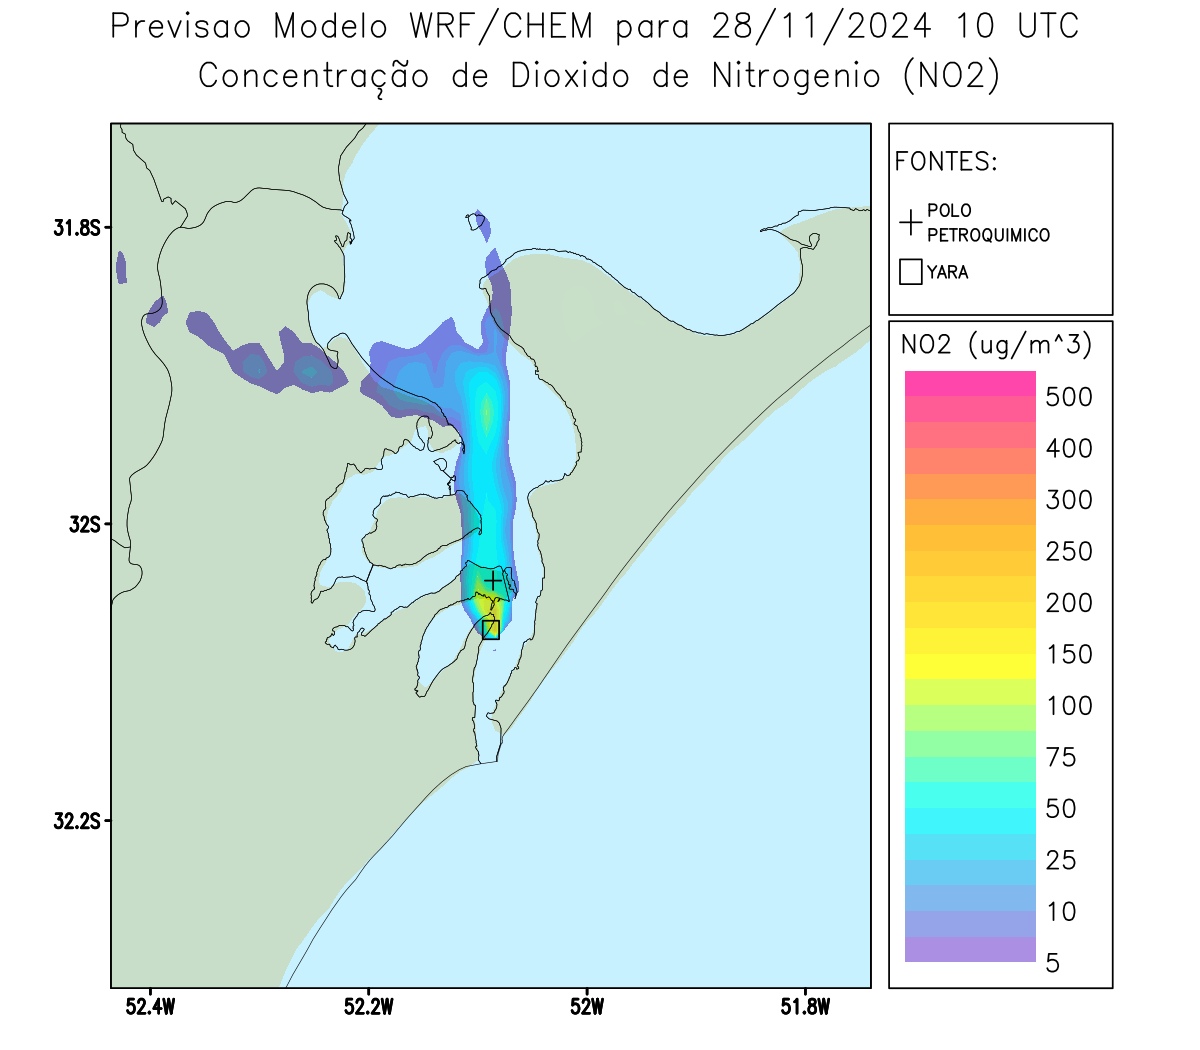 Previsao Modelo WRF/CHEM para 28/11/2024 10 UTC
Concentração de Dioxido de Nitrogenio (NO2)
FONTES:
POLO
PETROQUIMICO
YARA
NO2 (ug/m^3)
500
400
300
250
200
150
100
75
50
25
10
5
31.8S
32S
32.2S
52.4W
52.2W
52W
51.8W